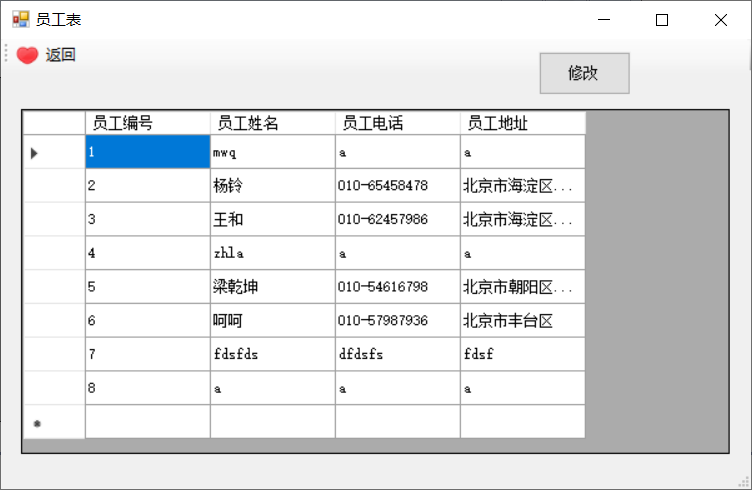 员工表
返回
修改
员工编号 员工姓名 员工电话 员工地址
1 mwq a a
2 杨铃 010-65458478 北京市海淀区...
3 王和 010-62457986 北京市海淀区...
4 zhla a a
5 梁乾坤 010-54616798 北京市朝阳区...
6 呵呵 010-57987936 北京市丰台区
7 fdsfds dfdsfs fdsf
8 a a a